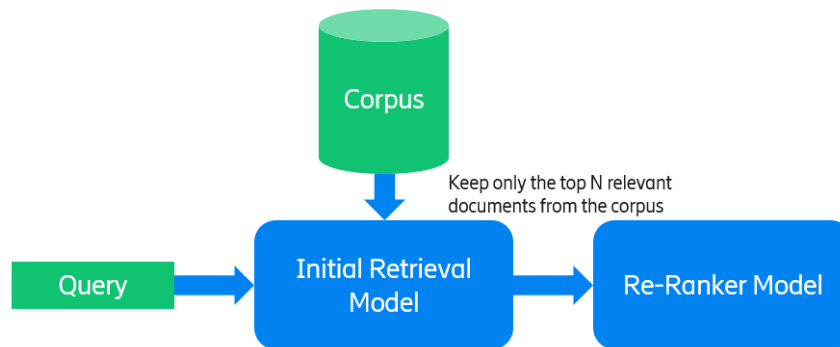 Corpus
Keep only the top N relevant
documents from the corpus
Query
Initial Retrieval
Model
Re-Ranker Model